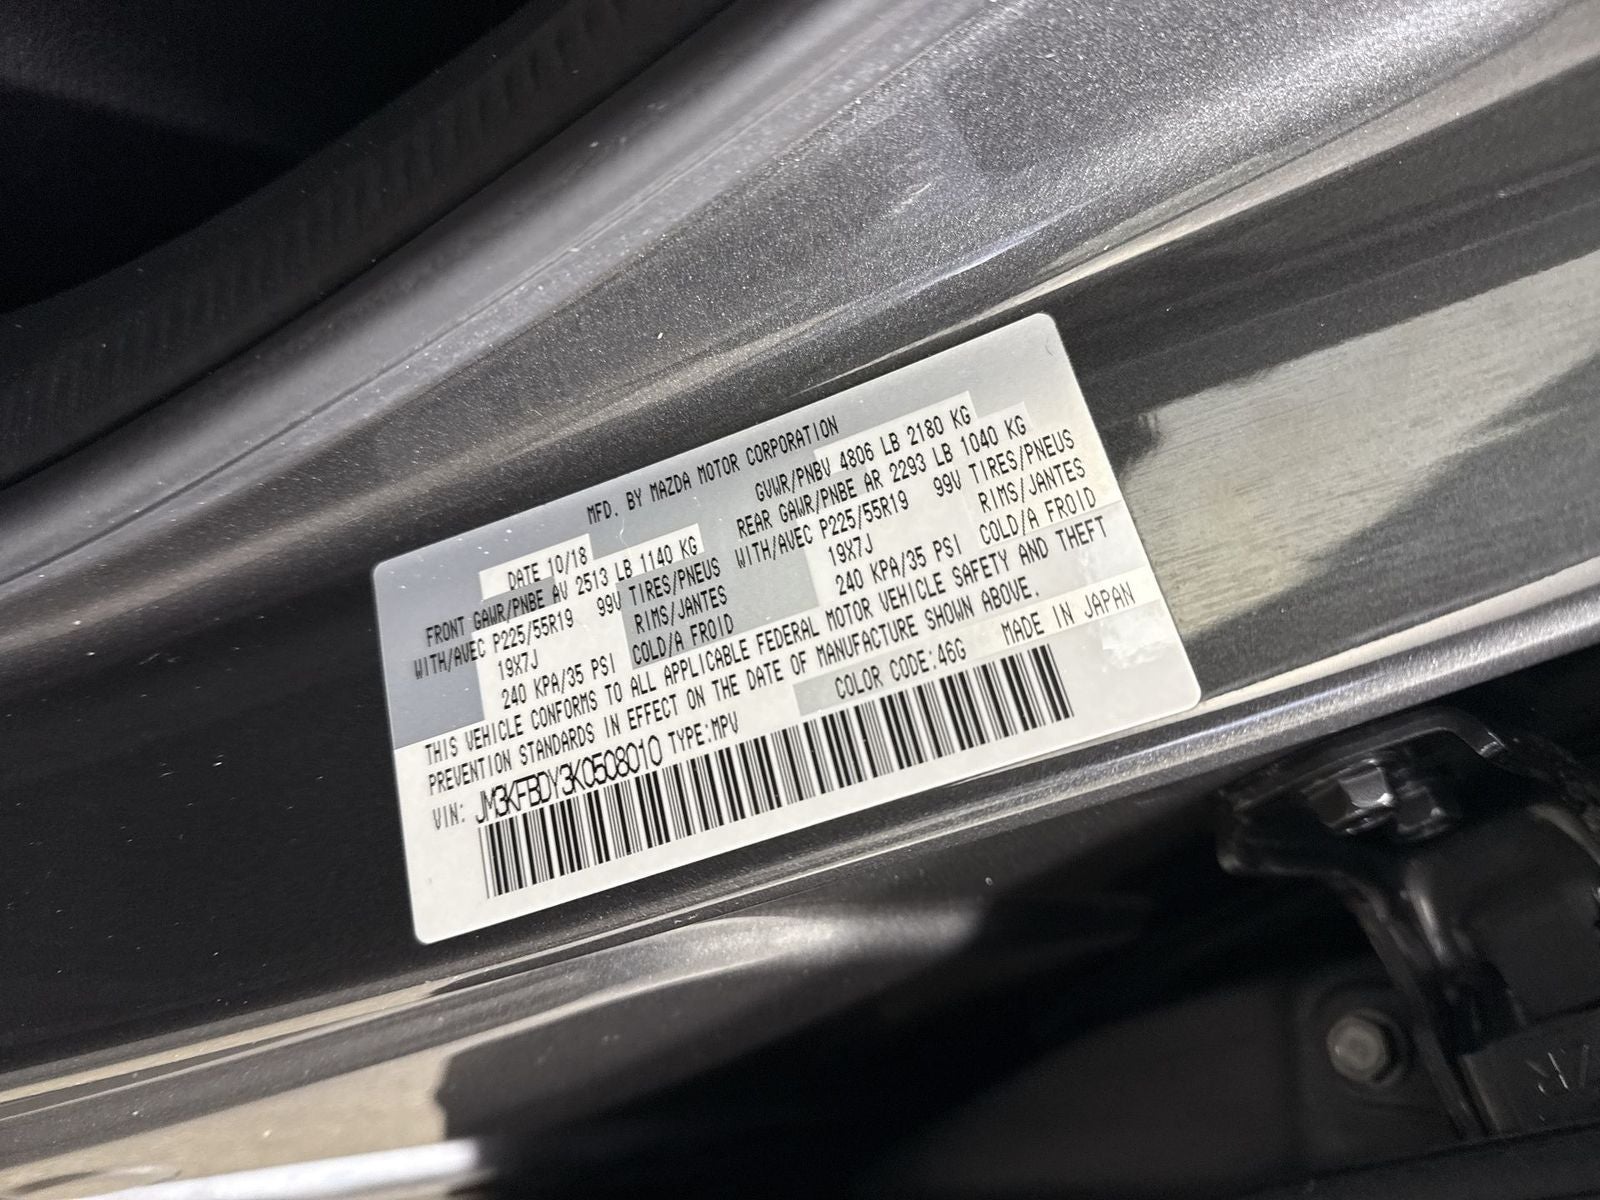 MFD. BY MAZDA MOTOR CORPORATION
DATE 10/18 GVWR/PNBV 4806 LB 2180 KG
FRONT GAWR/PNBE AV 2513 LB 1140 KG REAR GAWR/PNBE AR 2293 LB 1040 KG
WITH/AVEC P225/55R19 99V TIRES/PNEUS WITH/AVEC P225/55R19 99V TIRES/PNEUS
19X7J RIMS/JANTES 19X7J RIMS/JANTES
240 KPA/35 PSI COLD/A FROID 240 KPA/35 PSI COLD/A FROID
THIS VEHICLE CONFORMS TO ALL APPLICABLE FEDERAL MOTOR VEHICLE SAFETY AND THEFT
PREVENTION STANDARDS IN EFFECT ON THE DATE OF MANUFACTURE SHOWN ABOVE.
VIN: JM3KFBDY3K0508010 TYPE:MPV COLOR CODE:46G MADE IN JAPAN